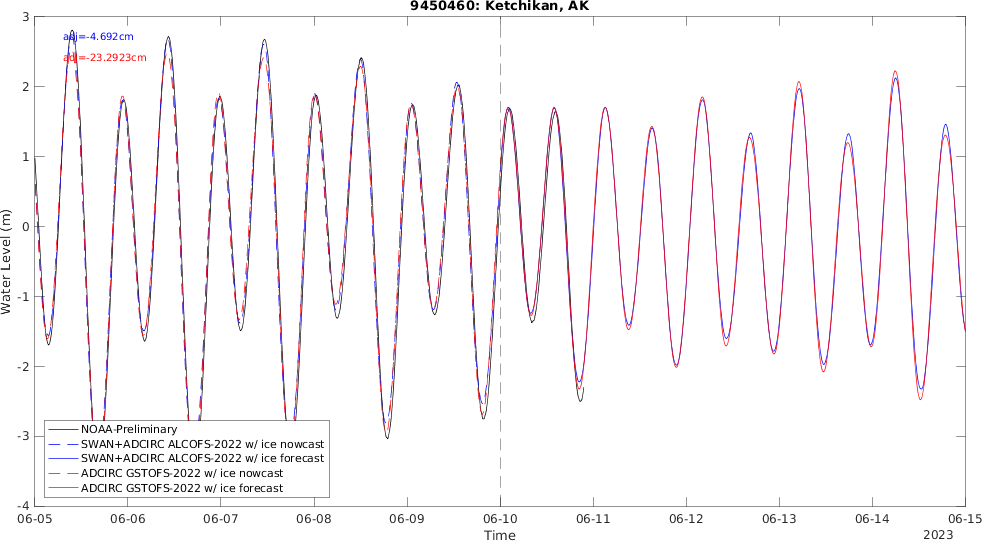 9450460: Ketchikan, AK
adj=-4.692cm
adj=-23.2923cm
Water Level (m)
3
2
1
0
-1
-2
-3
-4
NOAA-Preliminary
SWAN+ADCIRC ALCOFS-2022 w/ ice nowcast
SWAN+ADCIRC ALCOFS-2022 w/ ice forecast
ADCIRC GSTOFS-2022 w/ ice nowcast
ADCIRC GSTOFS-2022 w/ ice forecast
06-05 06-06 06-07 06-08 06-09 06-10 06-11 06-12 06-13 06-14 06-15
Time
2023